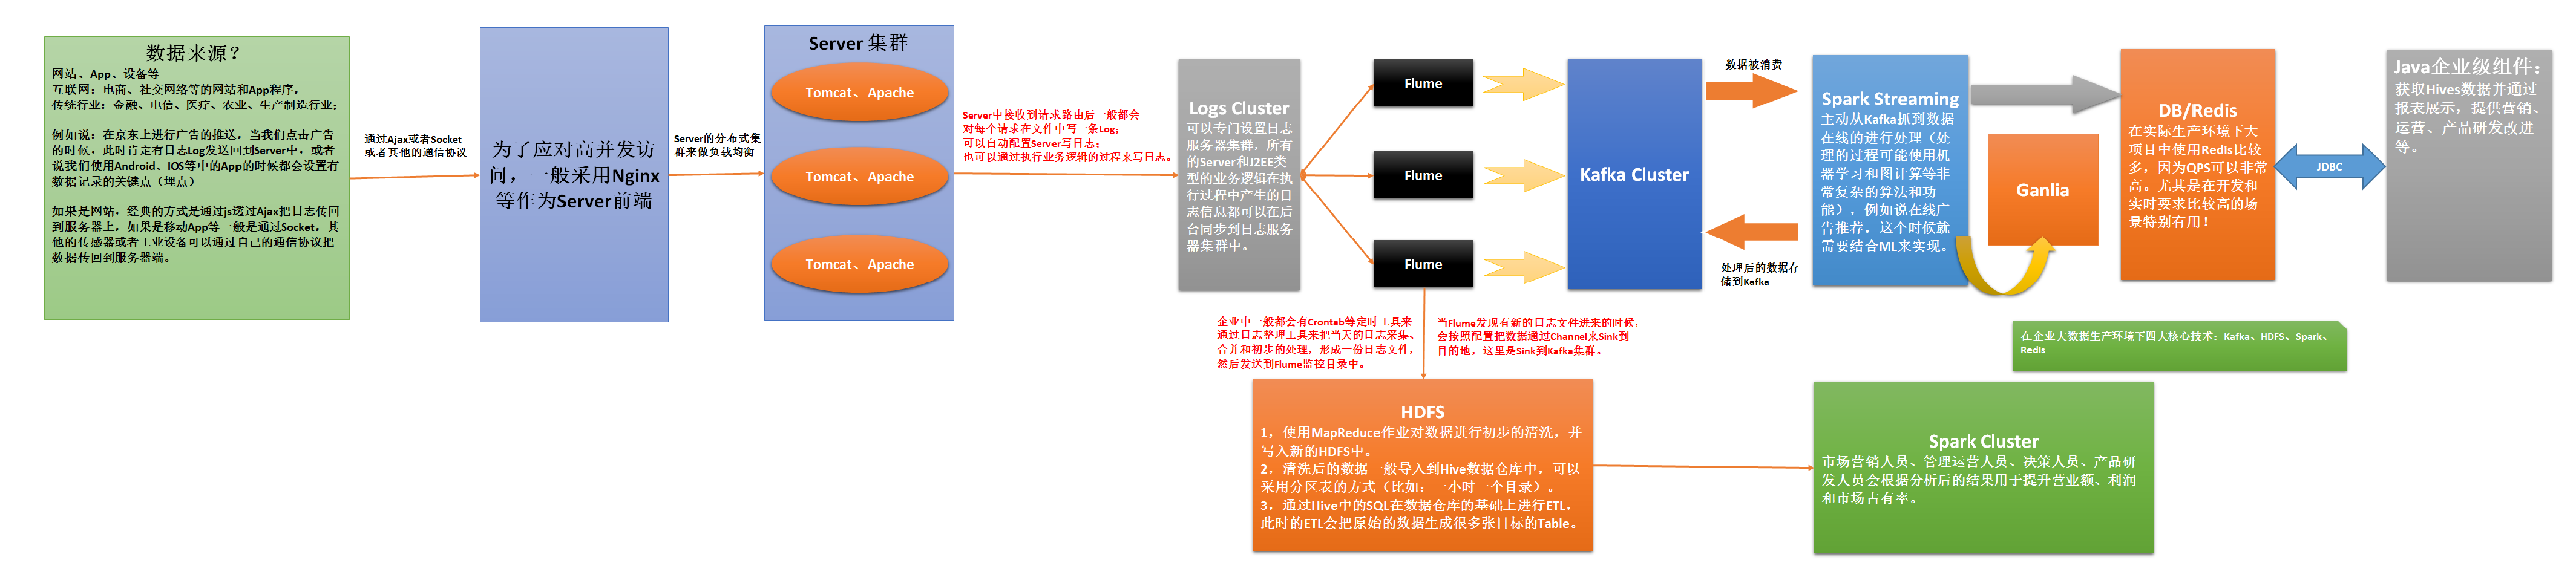 数据来源？
网站、App、设备等
互联网：电商、社交网络等的网站和App程序，
传统行业：金融、电信、医疗、农业、生产制造行业；
例如说：在京东上进行广告的推送，当我们点击广告
的时候，此时肯定有日志Log发送回到Server中，或者
说我们使用Android、IOS等中的App的时候都会设置有
数据记录的关键点（埋点）
如果是网站，经典的方式是通过js透过Ajax把日志传回
到服务器上，如果是移动App等一般是通过Socket，其
他的传感器或者工业设备可以通过自己的通信协议把
数据传回到服务器端。
通过Ajax或者Socket
或者其他的通信协议
为了应对高并发访
问，一般采用Nginx
等作为Server前端
Server的分布式集
群来做负载均衡
Server 集群
Tomcat、Apache
Tomcat、Apache
Tomcat、Apache
Server中接收到请求路由后一般都会
对每个请求在文件中写一条Log；
可以自动配置Server写日志；
也可以通过执行业务逻辑的过程来写日志。
Logs Cluster
可以专门设置日志
服务器集群，所有
的Server和J2EE类
型的业务逻辑在执
行过程中产生的日
志信息都可以在后
台同步到日志服务
器集群中。
Flume
Flume
Flume
企业中一般都会有Crontab等定时工具来
通过日志整理工具来把当天的日志采集、
合并和初步的处理，形成一份日志文件，
然后发送到Flume监控目录中。
当Flume发现有新的日志文件进来的时候，
会按照配置把数据通过Channel来Sink到
目的地，这里是Sink到Kafka集群。
HDFS
1，使用MapReduce作业对数据进行初步的清洗，并
写入新的HDFS中。
2，清洗后的数据一般导入到Hive数据仓库中，可以
采用分区表的方式（比如：一小时一个目录）。
3，通过Hive中的SQL在数据仓库的基础上进行ETL，
此时的ETL会把原始的数据生成很多张目标的Table。
Kafka Cluster
数据被消费
处理后的数据存
储到Kafka
Spark Streaming
主动从Kafka抓到数据
在线的进行处理（处
理的过程可能使用机
器学习和图计算等非
常复杂的算法和功
能），例如说在线广
告推荐，这个时候就
需要结合ML来实现。
Ganlia
DB/Redis
在实际生产环境下大
项目中使用Redis比较
多，因为QPS可以非常
高。尤其是在开发和
实时要求比较高的场
景特别有用！
JDBC
Java企业级组件：
获取Hives数据并通过
报表展示，提供营销、
运营、产品研发改进
等。
在企业大数据生产环境下四大核心技术：Kafka、HDFS、Spark、
Redis
Spark Cluster
市场营销人员、管理运营人员、决策人员、产品研
发人员会根据分析后的结果用于提升营业额、利润
和市场占有率。